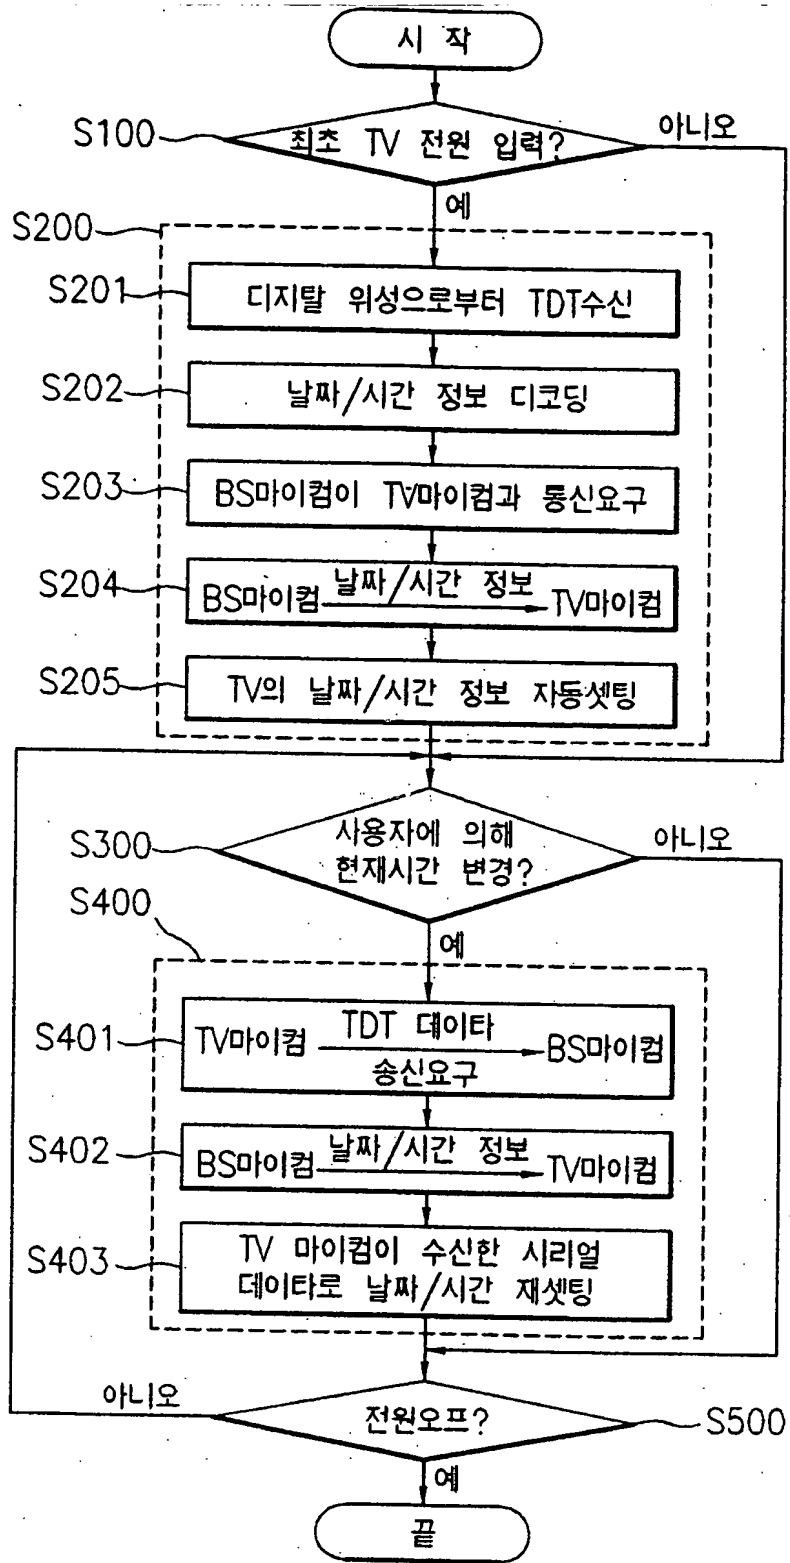 시 작
S100
최초 TV 전원 입력?
아니오
예
S200
S201
디지탈 위성으로부터 TDT수신
S202
날짜/시간 정보 디코딩
S203
BS마이컴이 TV마이컴과 통신요구
S204
날짜/시간 정보
BS마이컴 TV마이컴
S205
TV의 날짜/시간 정보 자동셋팅
S300
사용자에 의해
현재시간 변경?
아니오
S400
예
S401
TDT 데이타
TV마이컴 BS마이컴
송신요구
S402
날짜/시간 정보
BS마이컴 TV마이컴
S403
TV 마이컴이 수신한 시리얼
데이타로 날짜/시간 재셋팅
아니오
전원오프?
S500
예
끝